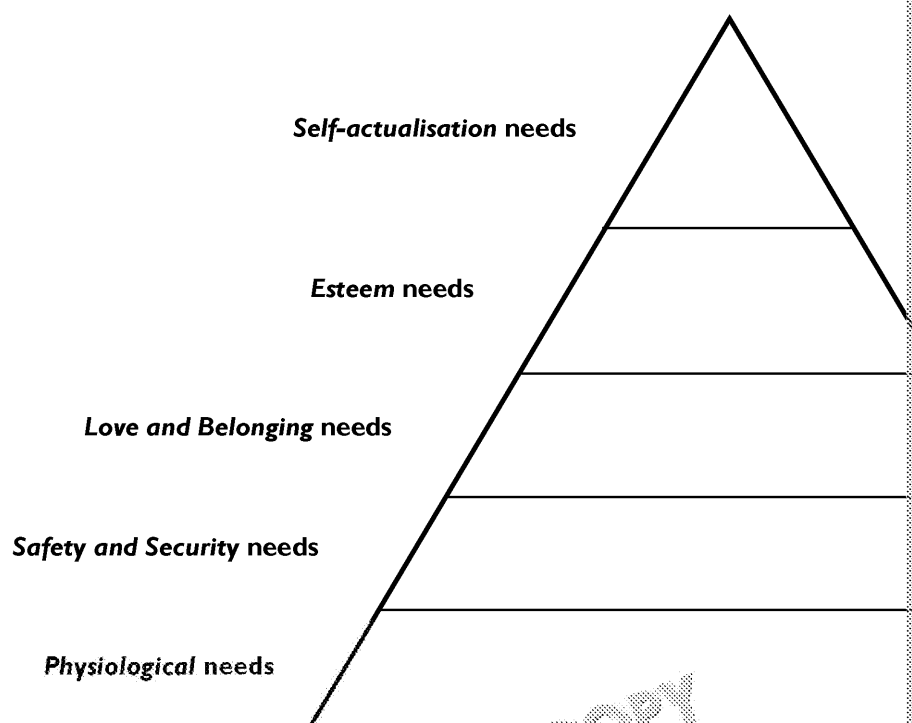 Self-actualisation needs
Esteem needs
Love and Belonging needs
Safety and Security needs
Physiological needs